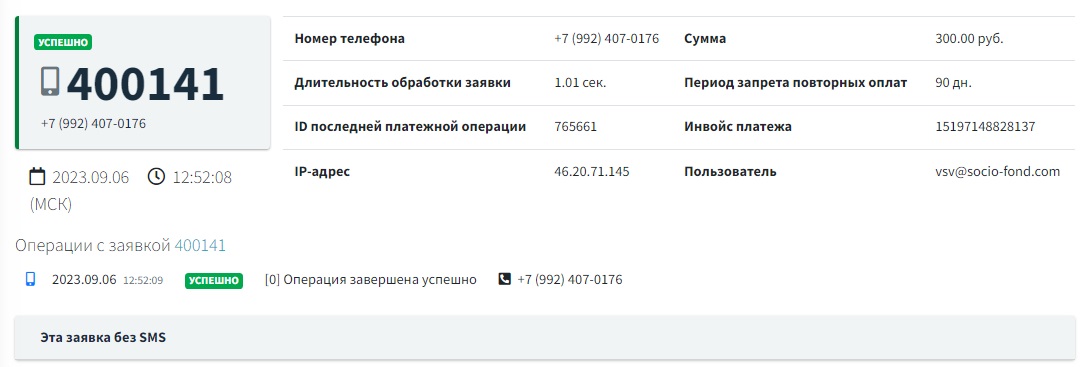 УСПЕШНО
400141
+7 (992) 407-0176
2023.09.06 12:52:08
(МСК)
Номер телефона +7 (992) 407-0176 Сумма 300.00 руб.
Длительность обработки заявки 1.01 сек. Период запрета повторных оплат 90 дн.
ID последней платежной операции 765661 Инвойс платежа 15197148828137
IP-адрес 46.20.71.145 Пользователь vsv@socio-fond.com
Операции с заявкой 400141
2023.09.06 12:52:09 УСПЕШНО [0] Операция завершена успешно +7 (992) 407-0176
Эта заявка без SMS